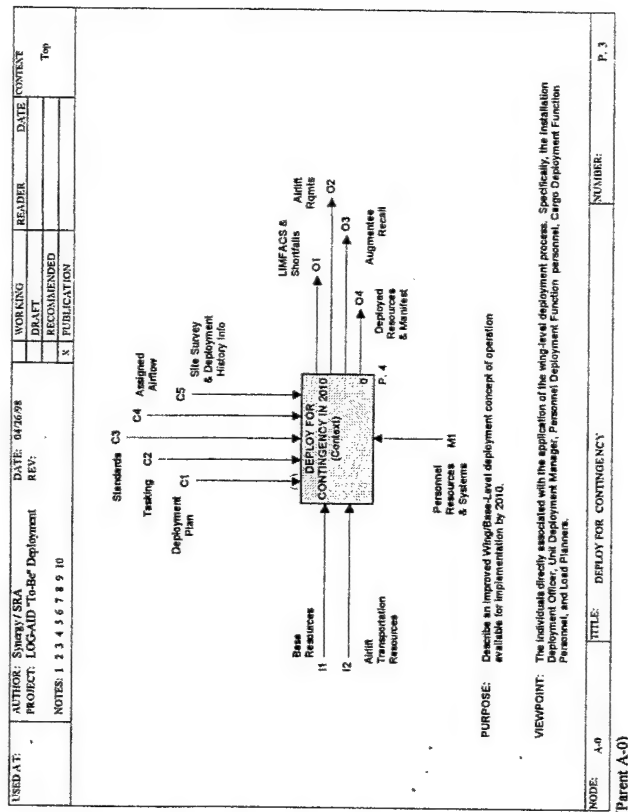 USED AT:
AUTHOR: Synergy / SRA
PROJECT: LOG-AID "To-Be" Deployment
NOTES: 1 2 3 4 5 6 7 8 9 10
DATE: 04/26/98
REV:
WORKING
DRAFT
RECOMMENDED
X PUBLICATION
READER DATE
CONTEXT
Top
Standards C3
Tasking C2
Deployment
Plan
C1
C4
Assigned
Airflow
C5
Site Survey
& Deployment
History Info
Base
Resources
I1
I2
Airlift
Transportation
Resources
DEPLOY FOR
CONTINGENCY IN 2010
(Context)
0
P. 4
LIMFACS &
Shortfalls
O1
Airlift
Rqmts
O2
O3
Augmentee
Recall
O4
Deployed
Resources
& Manifest
M1
Personnel
Resources
& Systems
PURPOSE: Describe an improved Wing/Base-Level deployment concept of operation
available for implementation by 2010.
VIEWPOINT: The individuals directly associated with the application of the wing-level deployment process. Specifically, the Installation
Deployment Officer, Unit Deployment Manager, Personnel Deployment Function personnel, Cargo Deployment Function
Personnel, and Load Planners.
NODE: A-0
TITLE: DEPLOY FOR CONTINGENCY
NUMBER:
P. 3
(Parent A-0)